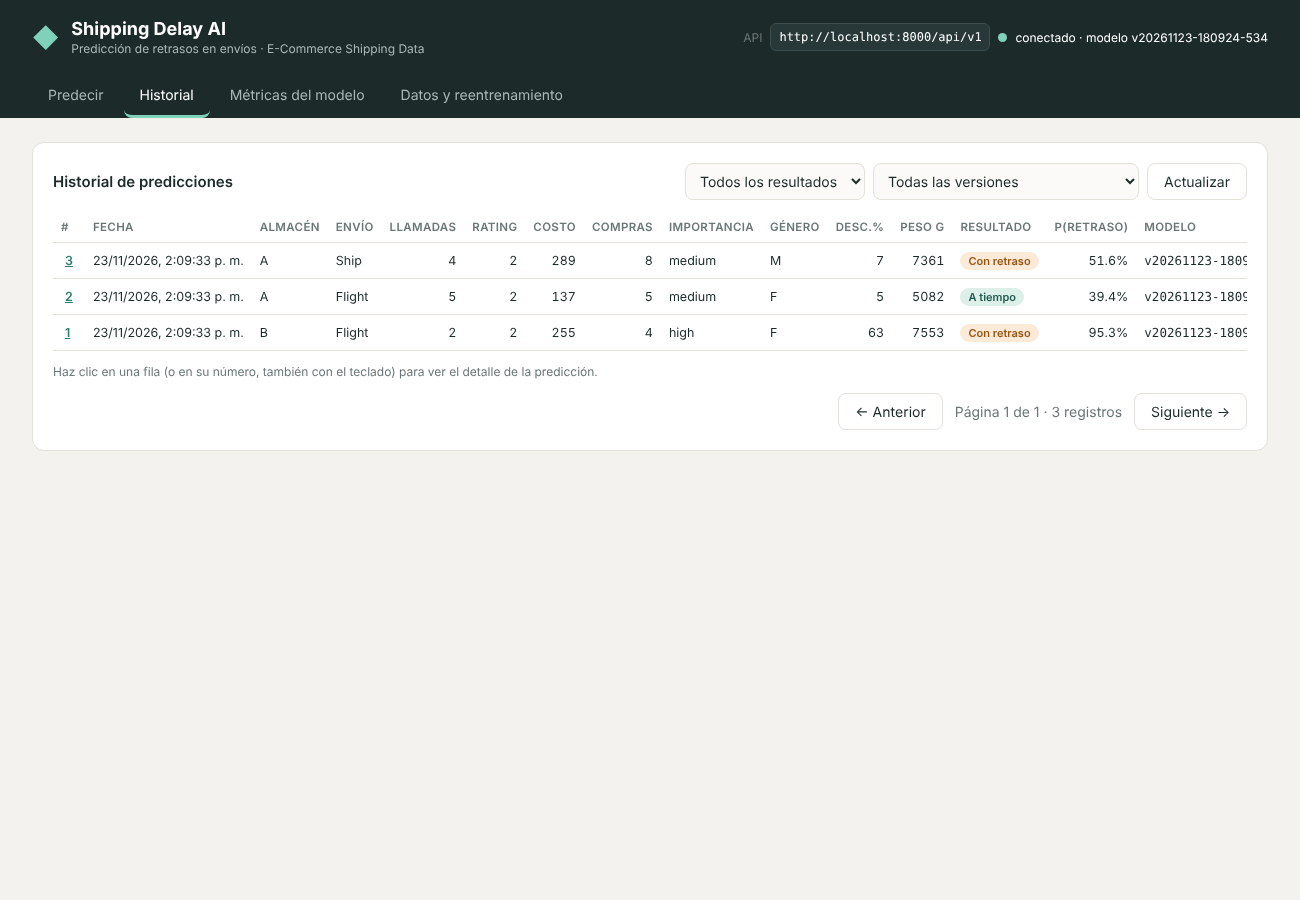 Shipping Delay AI
Predicción de retrasos en envíos · E-Commerce Shipping Data
API http://localhost:8000/api/v1 conectado · modelo v20261123-180924-534
Predecir Historial Métricas del modelo Datos y reentrenamiento
Historial de predicciones Todos los resultados Todas las versiones Actualizar
# FECHA ALMACÉN ENVÍO LLAMADAS RATING COSTO COMPRAS IMPORTANCIA GÉNERO DESC.% PESO G RESULTADO P(RETRASO) MODELO
3 23/11/2026, 2:09:33 p. m. A Ship 4 2 289 8 medium M 7 7361 Con retraso 51.6% v20261123-1809
2 23/11/2026, 2:09:33 p. m. A Flight 5 2 137 5 medium F 5 5082 A tiempo 39.4% v20261123-1809
1 23/11/2026, 2:09:33 p. m. B Flight 2 2 255 4 high F 63 7553 Con retraso 95.3% v20261123-1809
Haz clic en una fila (o en su número, también con el teclado) para ver el detalle de la predicción.
← Anterior Página 1 de 1 · 3 registros Siguiente →